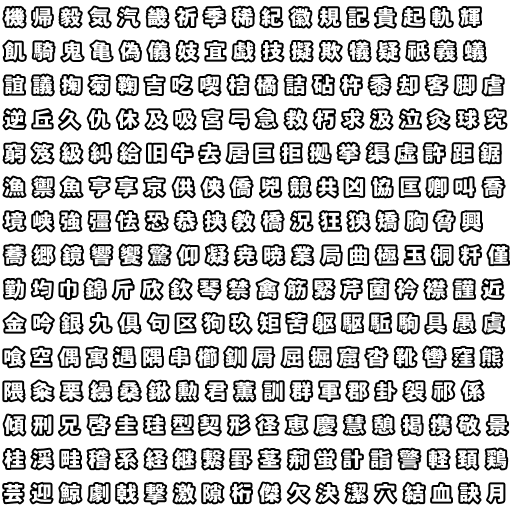 機帰毅気汽畿祈季稀紀徽規記貴起軌輝
飢騎鬼亀偽儀妓宜戯技擬欺犠疑祇義蟻
誼議掬菊鞠吉吃喫桔橘詰砧杵黍却客脚虐
逆丘久仇休及吸宮弓急救朽求汲泣灸球究
窮笈級糾給旧牛去居巨拒拠挙渠虚許距鋸
漁禦魚亨享京供侠僑兇競共凶協匡卿叫喬
境峡強彊怯恐恭挟教橋況狂狭矯胸脅興
蕎郷鏡響饗驚仰凝尭暁業局曲極玉桐粁僅
勤均巾錦斤欣欽琴禁禽筋緊芹菌衿襟謹近
金吟銀九倶句区狗玖矩苦躯駆駈駒具愚虞
喰空偶寓遇隅串櫛釧屑屈掘窟沓靴轡窪熊
隈粂栗繰桑鍬勲君薫訓群軍郡卦袈祁係
傾刑兄啓圭珪型契形径恵慶慧憩掲携敬景
桂渓畦稽系経継繋罫茎荊蛍計詣警軽頚鶏
芸迎鯨劇戟撃激隙桁傑欠決潔穴結血訣月